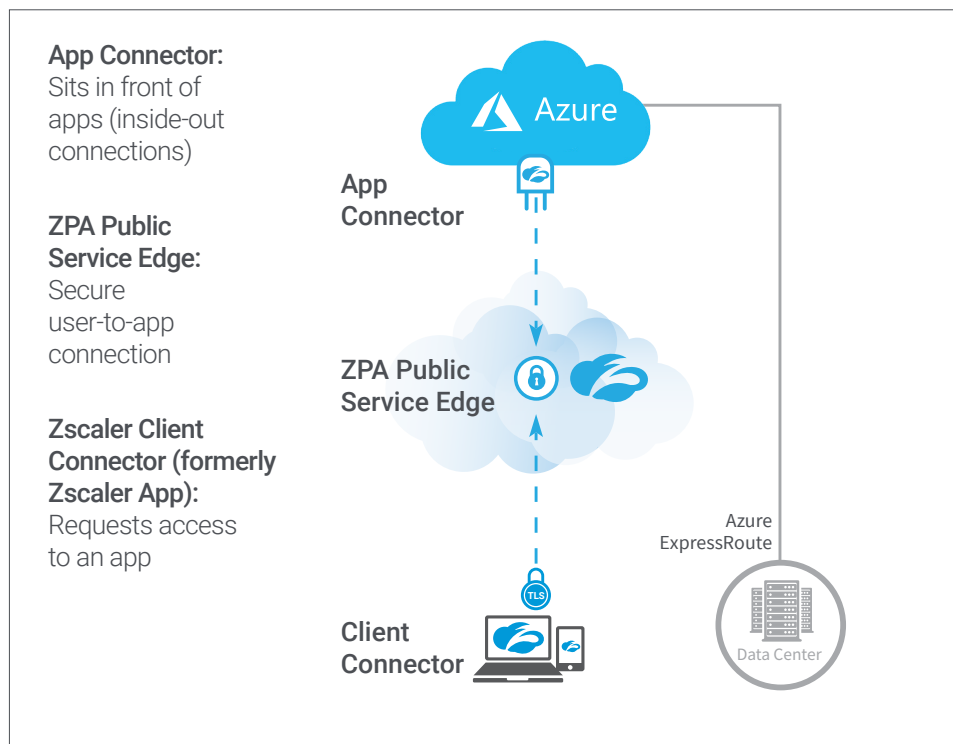 App Connector:
Sits in front of
apps (inside-out
connections)
ZPA Public
Service Edge:
Secure
user-to-app
connection
Zscaler Client
Connector (formerly
Zscaler App):
Requests access
to an app
Azure
App
Connector
ZPA Public
Service Edge
Azure
ExpressRoute
TLS
Client
Connector
Data Center